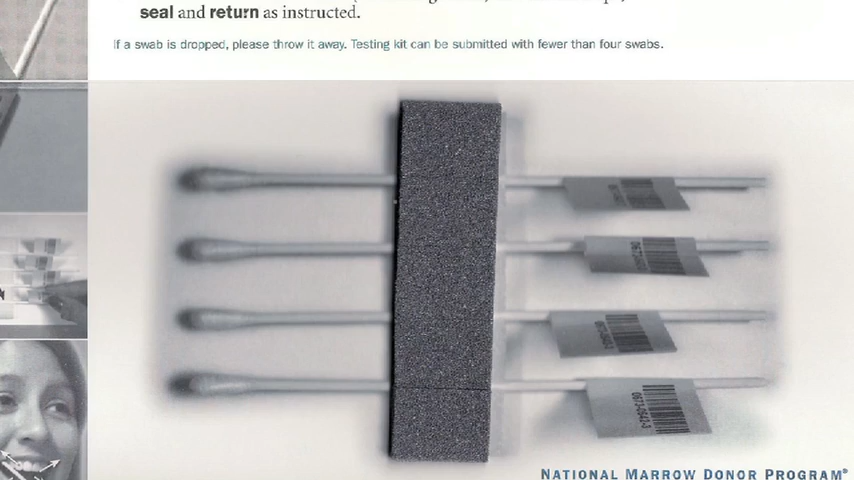 seal and return as instructed.
If a swab is dropped, please throw it away. Testing kit can be submitted with fewer than four swabs.
NATIONAL MARROW DONOR PROGRAM®